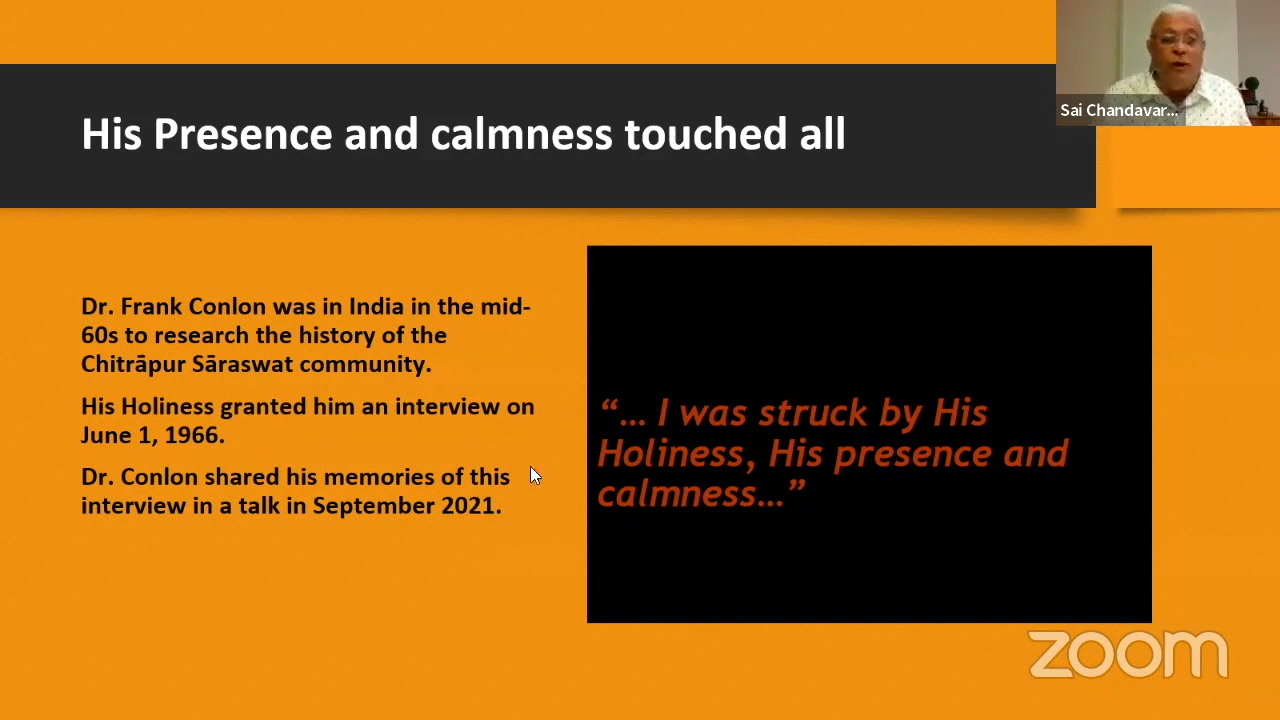 Sai Chandavar...
His Presence and calmness touched all
Dr. Frank Conlon was in India in the mid-
60s to research the history of the
Chitrāpur Sāraswat community.
His Holiness granted him an interview on
June 1, 1966.
Dr. Conlon shared his memories of this
interview in a talk in September 2021.
“... I was struck by His
Holiness, His presence and
calmness...”
zoom